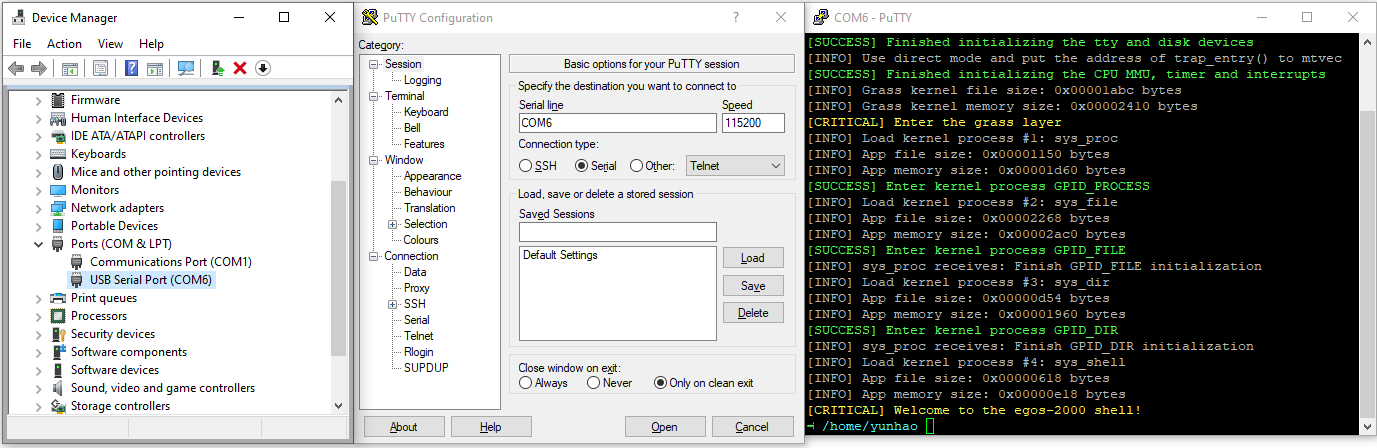 Device Manager
File Action View Help
Firmware
Human Interface Devices
IDE ATA/ATAPI controllers
Keyboards
Mice and other pointing devices
Monitors
Network adapters
Portable Devices
Ports (COM & LPT)
Communications Port (COM1)
USB Serial Port (COM6)
Print queues
Processors
Security devices
Software components
Software devices
Sound, video and game controllers
Storage controllers
PuTTY Configuration
Category:
Session
Logging
Terminal
Keyboard
Bell
Features
Window
Appearance
Behaviour
Translation
Selection
Colours
Connection
Data
Proxy
SSH
Serial
Telnet
Rlogin
SUPDUP
Basic options for your PuTTY session
Specify the destination you want to connect to
Serial line Speed
COM6 115200
Connection type:
SSH Serial Other: Telnet
Load, save or delete a stored session
Saved Sessions
Default Settings
Load
Save
Delete
Close window on exit:
Always Never Only on clean exit
About Help Open Cancel
COM6 - PuTTY
[SUCCESS] Finished initializing the tty and disk devices
[INFO] Use direct mode and put the address of trap_entry() to mtvec
[SUCCESS] Finished initializing the CPU MMU, timer and interrupts
[INFO] Grass kernel file size: 0x00001abc bytes
[INFO] Grass kernel memory size: 0x00002410 bytes
[CRITICAL] Enter the grass layer
[INFO] Load kernel process #1: sys_proc
[INFO] App file size: 0x00001150 bytes
[INFO] App memory size: 0x00001d60 bytes
[SUCCESS] Enter kernel process GPID_PROCESS
[INFO] Load kernel process #2: sys_file
[INFO] App file size: 0x00002268 bytes
[INFO] App memory size: 0x00002ac0 bytes
[SUCCESS] Enter kernel process GPID_FILE
[INFO] sys_proc receives: Finish GPID_FILE initialization
[INFO] Load kernel process #3: sys_dir
[INFO] App file size: 0x00000d54 bytes
[INFO] App memory size: 0x00001960 bytes
[SUCCESS] Enter kernel process GPID_DIR
[INFO] sys_proc receives: Finish GPID_DIR initialization
[INFO] Load kernel process #4: sys_shell
[INFO] App file size: 0x00000618 bytes
[INFO] App memory size: 0x00000e18 bytes
[CRITICAL] Welcome to the egos-2000 shell!
/home/yunhao